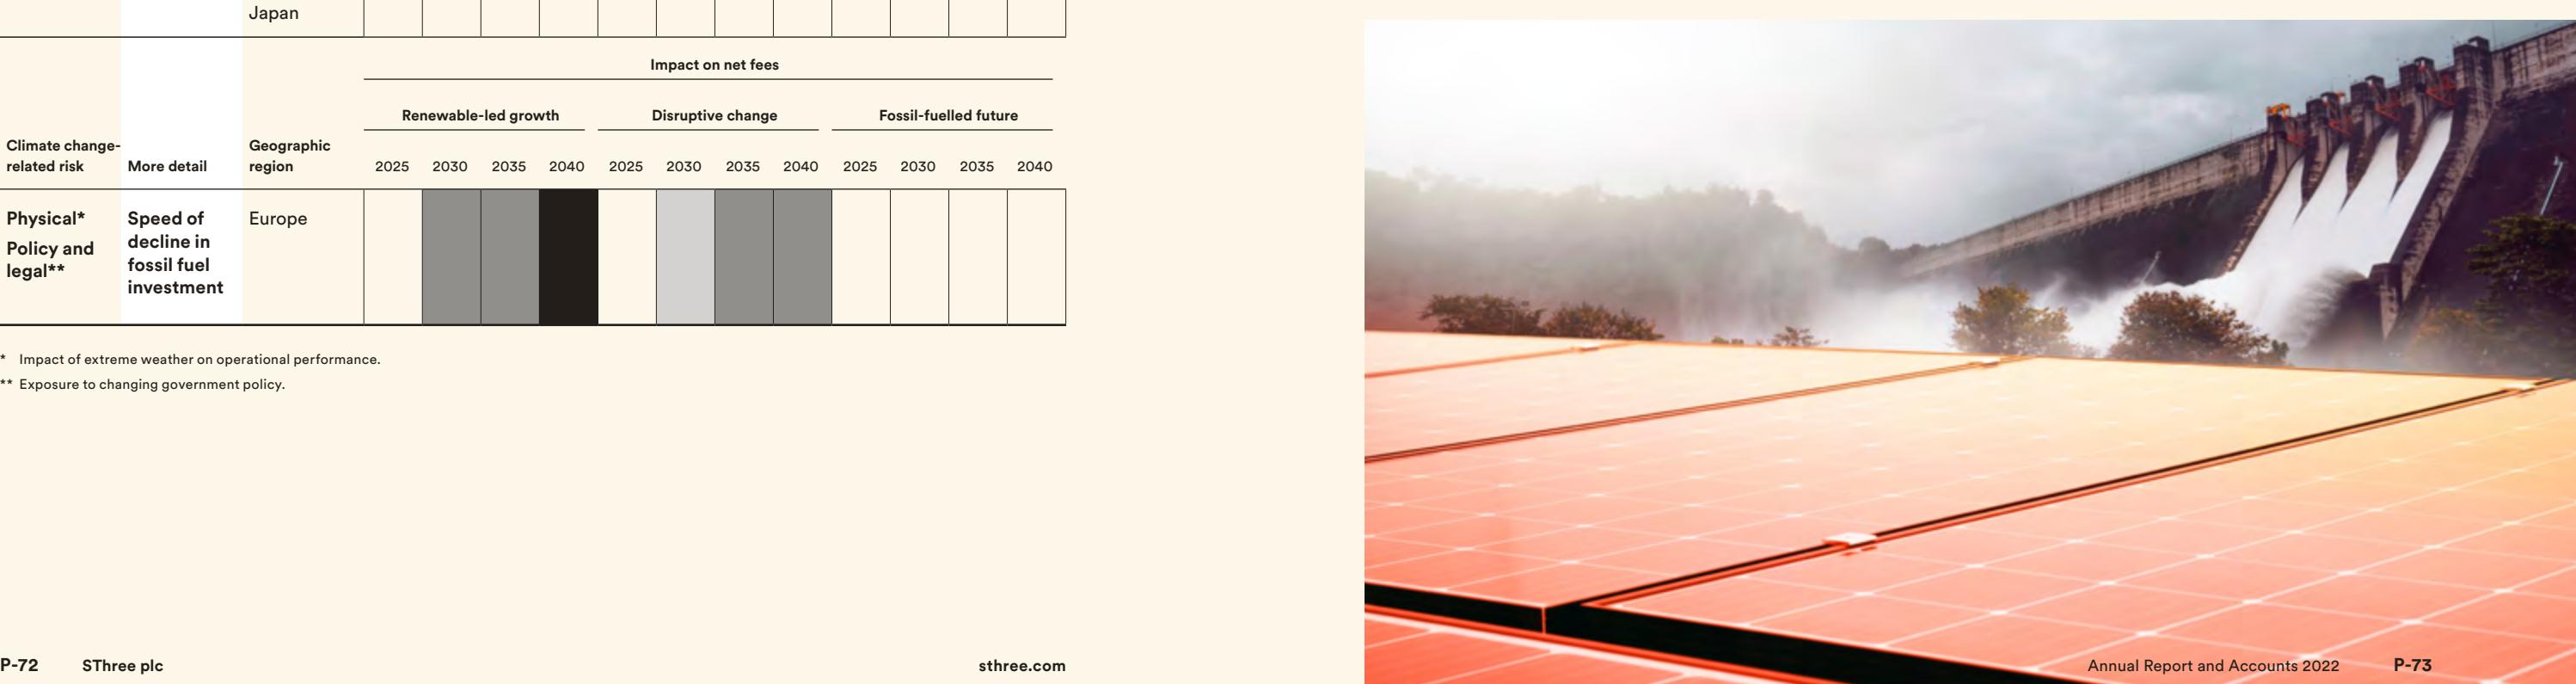 Japan
Impact on net fees
Renewable-led growth Disruptive change Fossil-fuelled future
Climate change-
related risk
More detail
Geographic
region
2025 2030 2035 2040 2025 2030 2035 2040 2025 2030 2035 2040
Physical*
Policy and
legal**
Speed of
decline in
fossil fuel
investment
Europe
* Impact of extreme weather on operational performance.
** Exposure to changing government policy.
P-72 SThree plc sthree.com
Annual Report and Accounts 2022 P-73